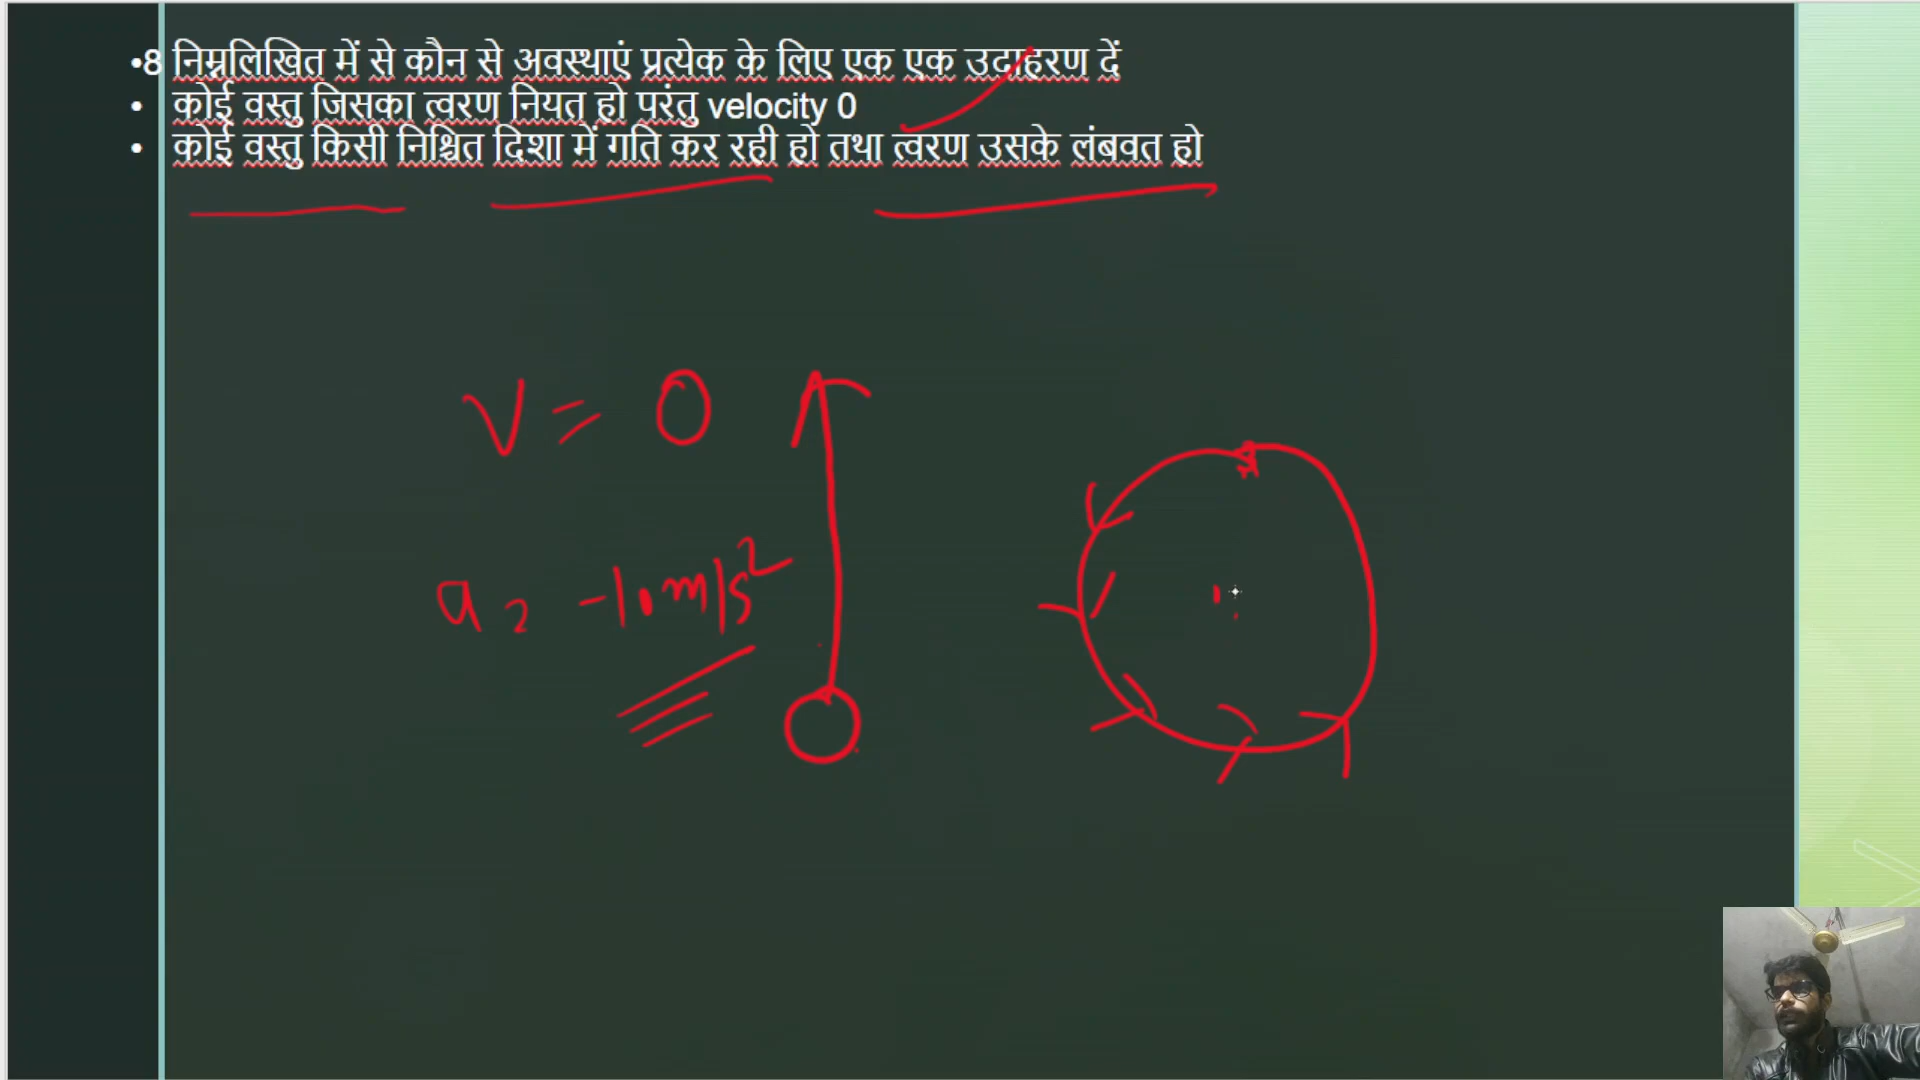 •8 निम्नलिखित में से कौन से अवस्थाएं प्रत्येक के लिए एक एक उदाहरण दें
• कोई वस्तु जिसका त्वरण नियत हो परंतु velocity 0
• कोई वस्तु किसी निश्चित दिशा में गति कर रही हो तथा त्वरण उसके लंबवत हो
V = 0
a = -10 m/s²